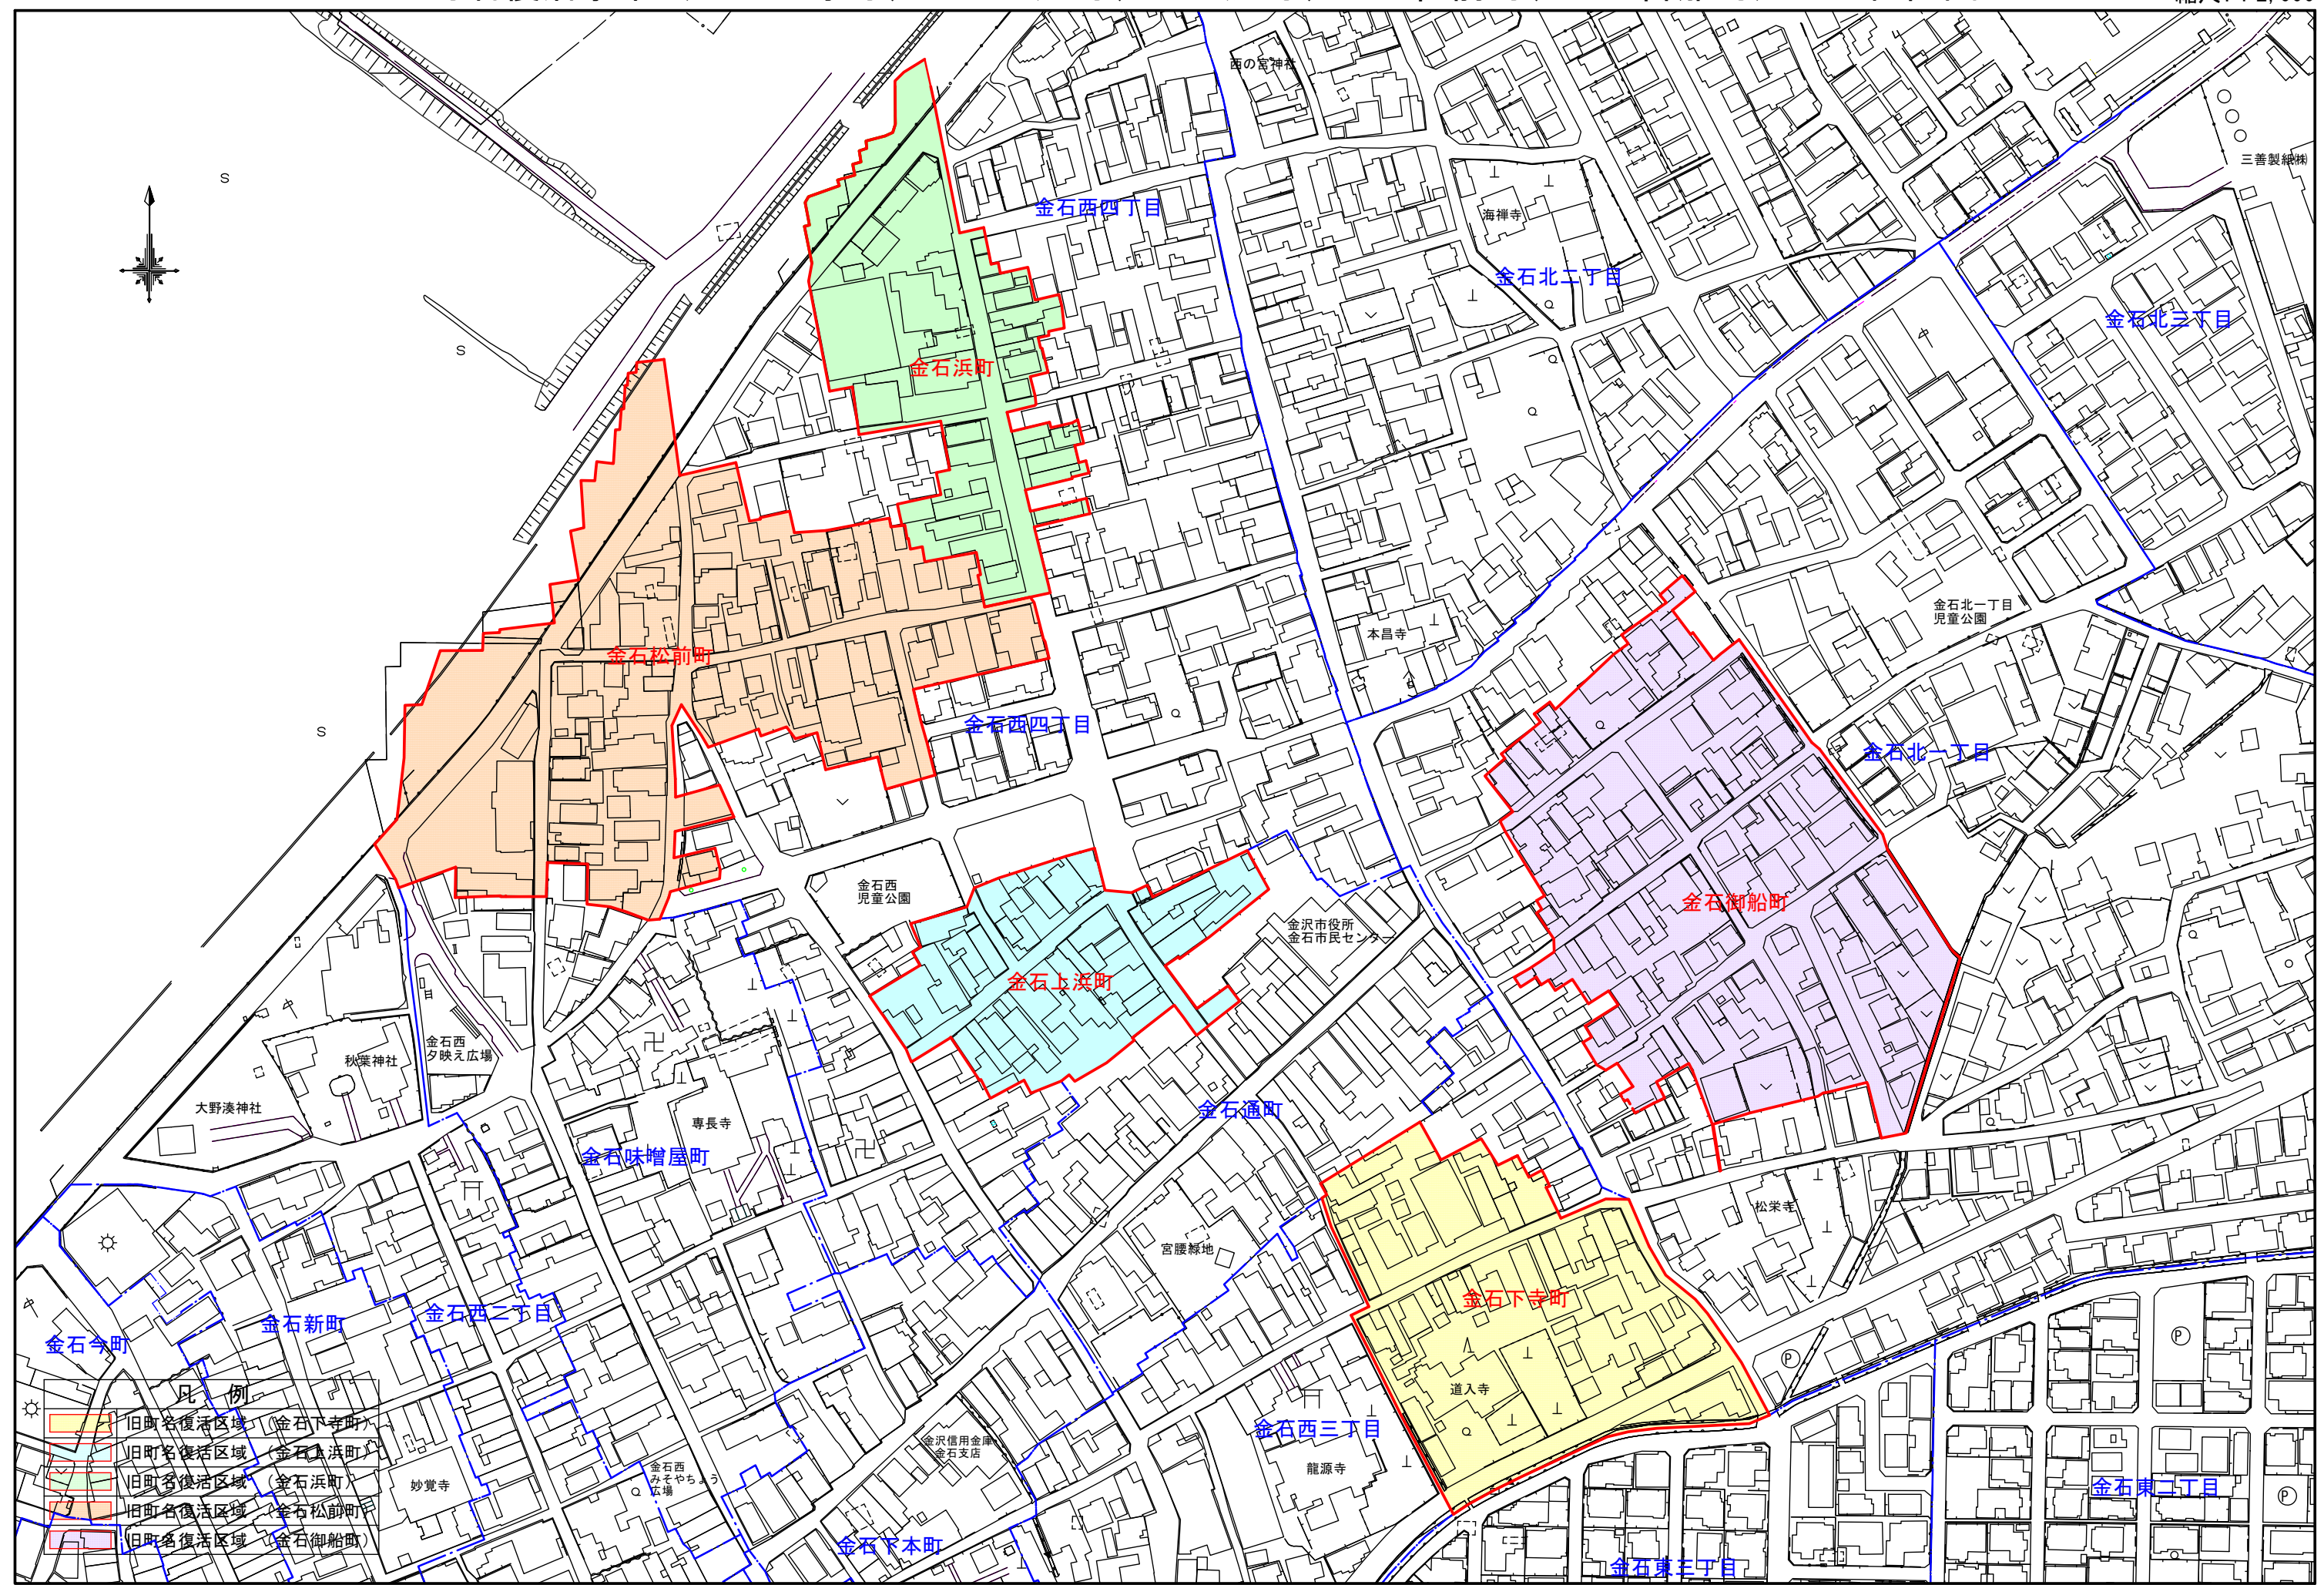 西の宮神社
三善製紙㈱
金石西四丁目
海禅寺
金石北二丁目
金石北三丁目
金石浜町
金石北一丁目
児童公園
本昌寺
金石松前町
金石西四丁目
金石北一丁目
金石西
児童公園
金石御船町
金沢市役所
金石市民センター
金石上浜町
金石西
夕映え広場
秋葉神社
大野湊神社
専長寺
金石通町
金石味噌屋町
松栄寺
宮腰緑地
金石下寺町
金石西二丁目
金石新町
金石今町
道入寺
金石西三丁目
金沢信用金庫
金石支店
龍源寺
金石西
みそやちょう
広場
妙覚寺
金石東二丁目
金石下本町
金石東三丁目
凡 例
旧町名復活区域 (金石下寺町)
旧町名復活区域 (金石上浜町)
旧町名復活区域 (金石浜町)
旧町名復活区域 (金石松前町)
旧町名復活区域 (金石御船町)
S
S
S
P
P
P